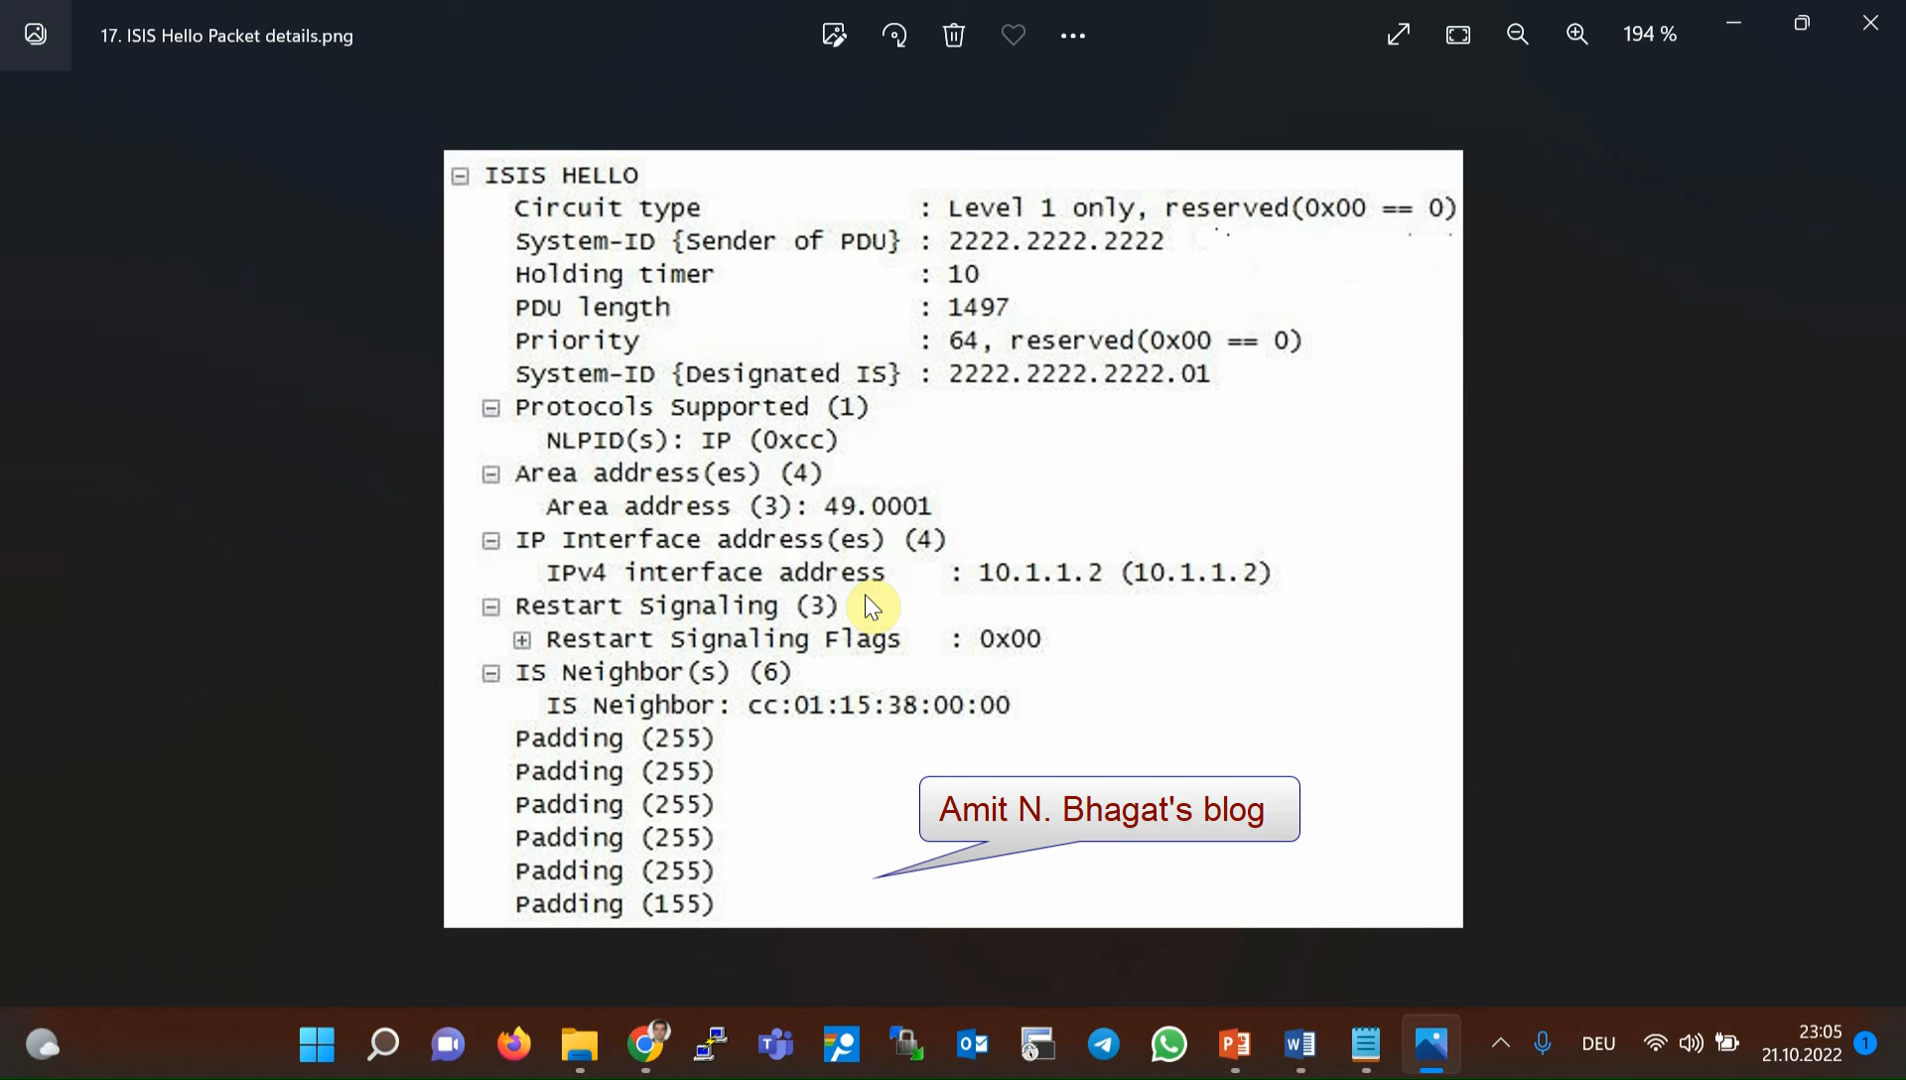 17. ISIS Hello Packet details.png
194 %
ISIS HELLO
Circuit type : Level 1 only, reserved(0x00 == 0)
System-ID {Sender of PDU} : 2222.2222.2222
Holding timer : 10
PDU length : 1497
Priority : 64, reserved(0x00 == 0)
System-ID {Designated IS} : 2222.2222.2222.01
Protocols Supported (1)
NLPID(s): IP (0xcc)
Area address(es) (4)
Area address (3): 49.0001
IP Interface address(es) (4)
IPv4 interface address : 10.1.1.2 (10.1.1.2)
Restart Signaling (3)
Restart Signaling Flags : 0x00
IS Neighbor(s) (6)
IS Neighbor: cc:01:15:38:00:00
Padding (255)
Padding (255)
Padding (255)
Padding (255)
Padding (255)
Padding (155)
Amit N. Bhagat's blog
DEU
23:05
21.10.2022
1